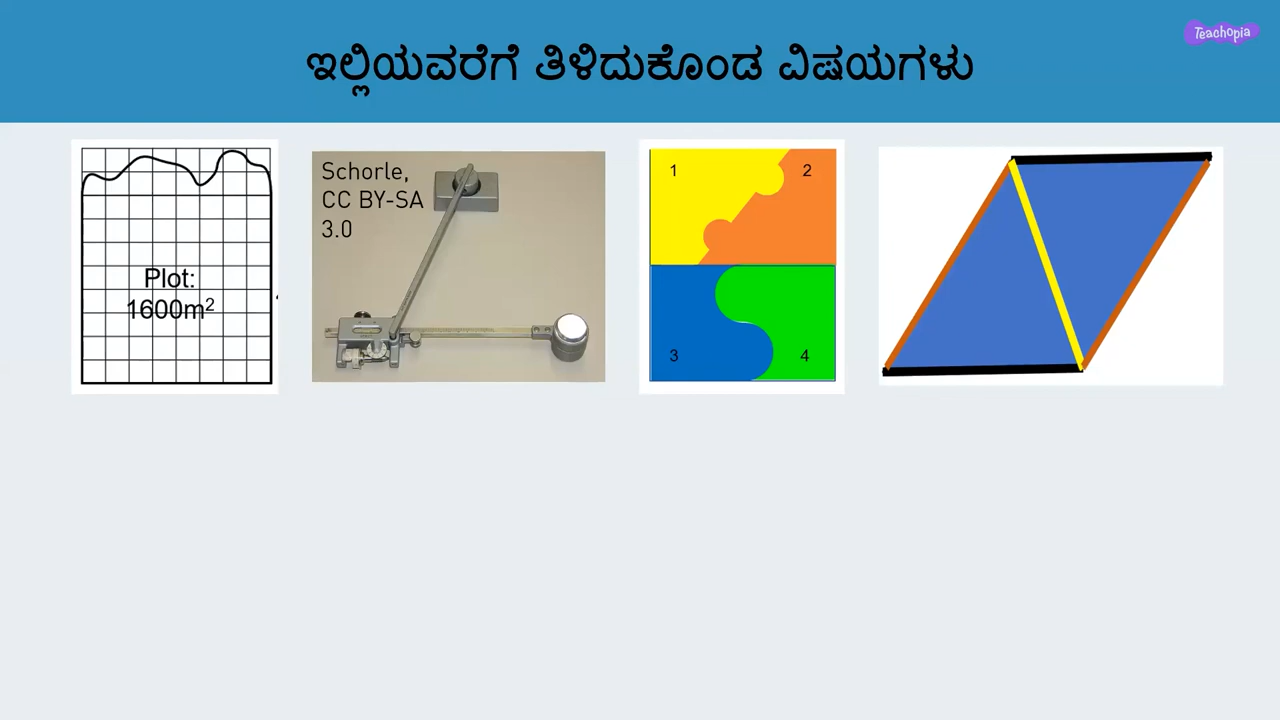 Teachopia
ಇಲ್ಲಿಯವರೆಗೆ ತಿಳಿದುಕೊಂಡ ವಿಷಯಗಳು
Plot:
1600m²
Schorle,
CC BY-SA
3.0
1
2
3
4